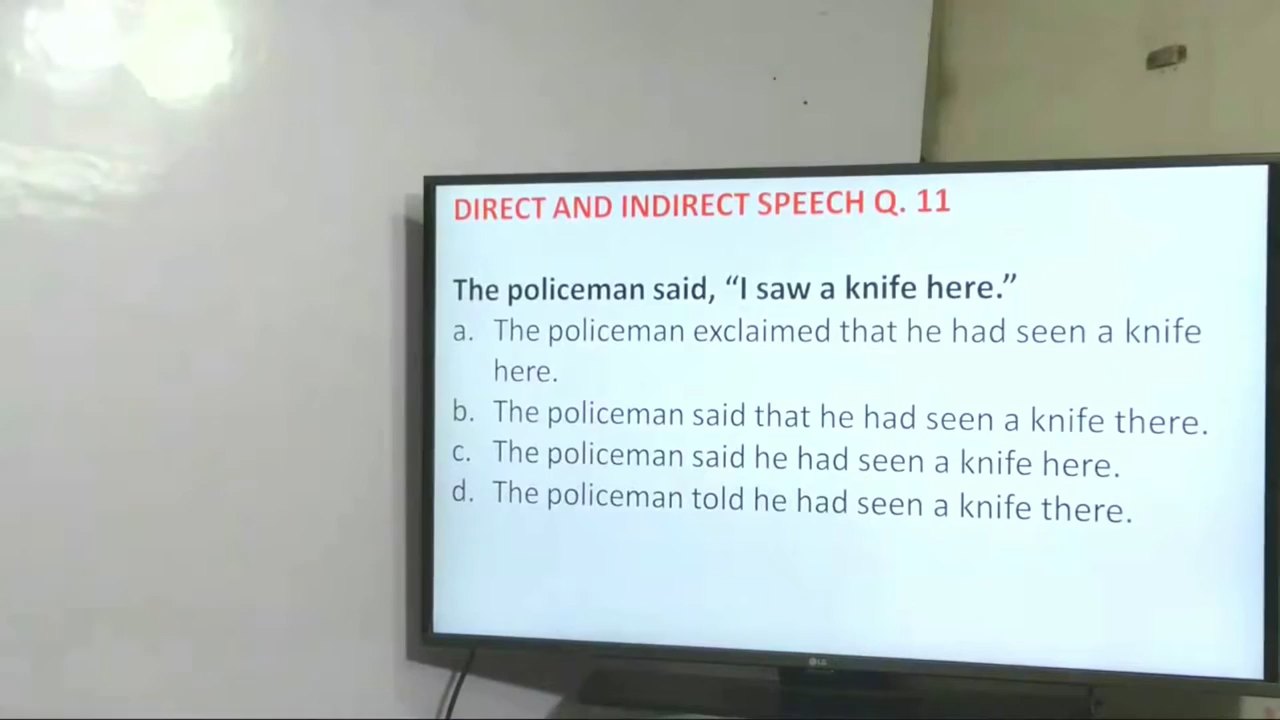 DIRECT AND INDIRECT SPEECH Q. 11
The policeman said, “I saw a knife here.”
a. The policeman exclaimed that he had seen a knife
here.
b. The policeman said that he had seen a knife there.
c. The policeman said he had seen a knife here.
d. The policeman told he had seen a knife there.
LG